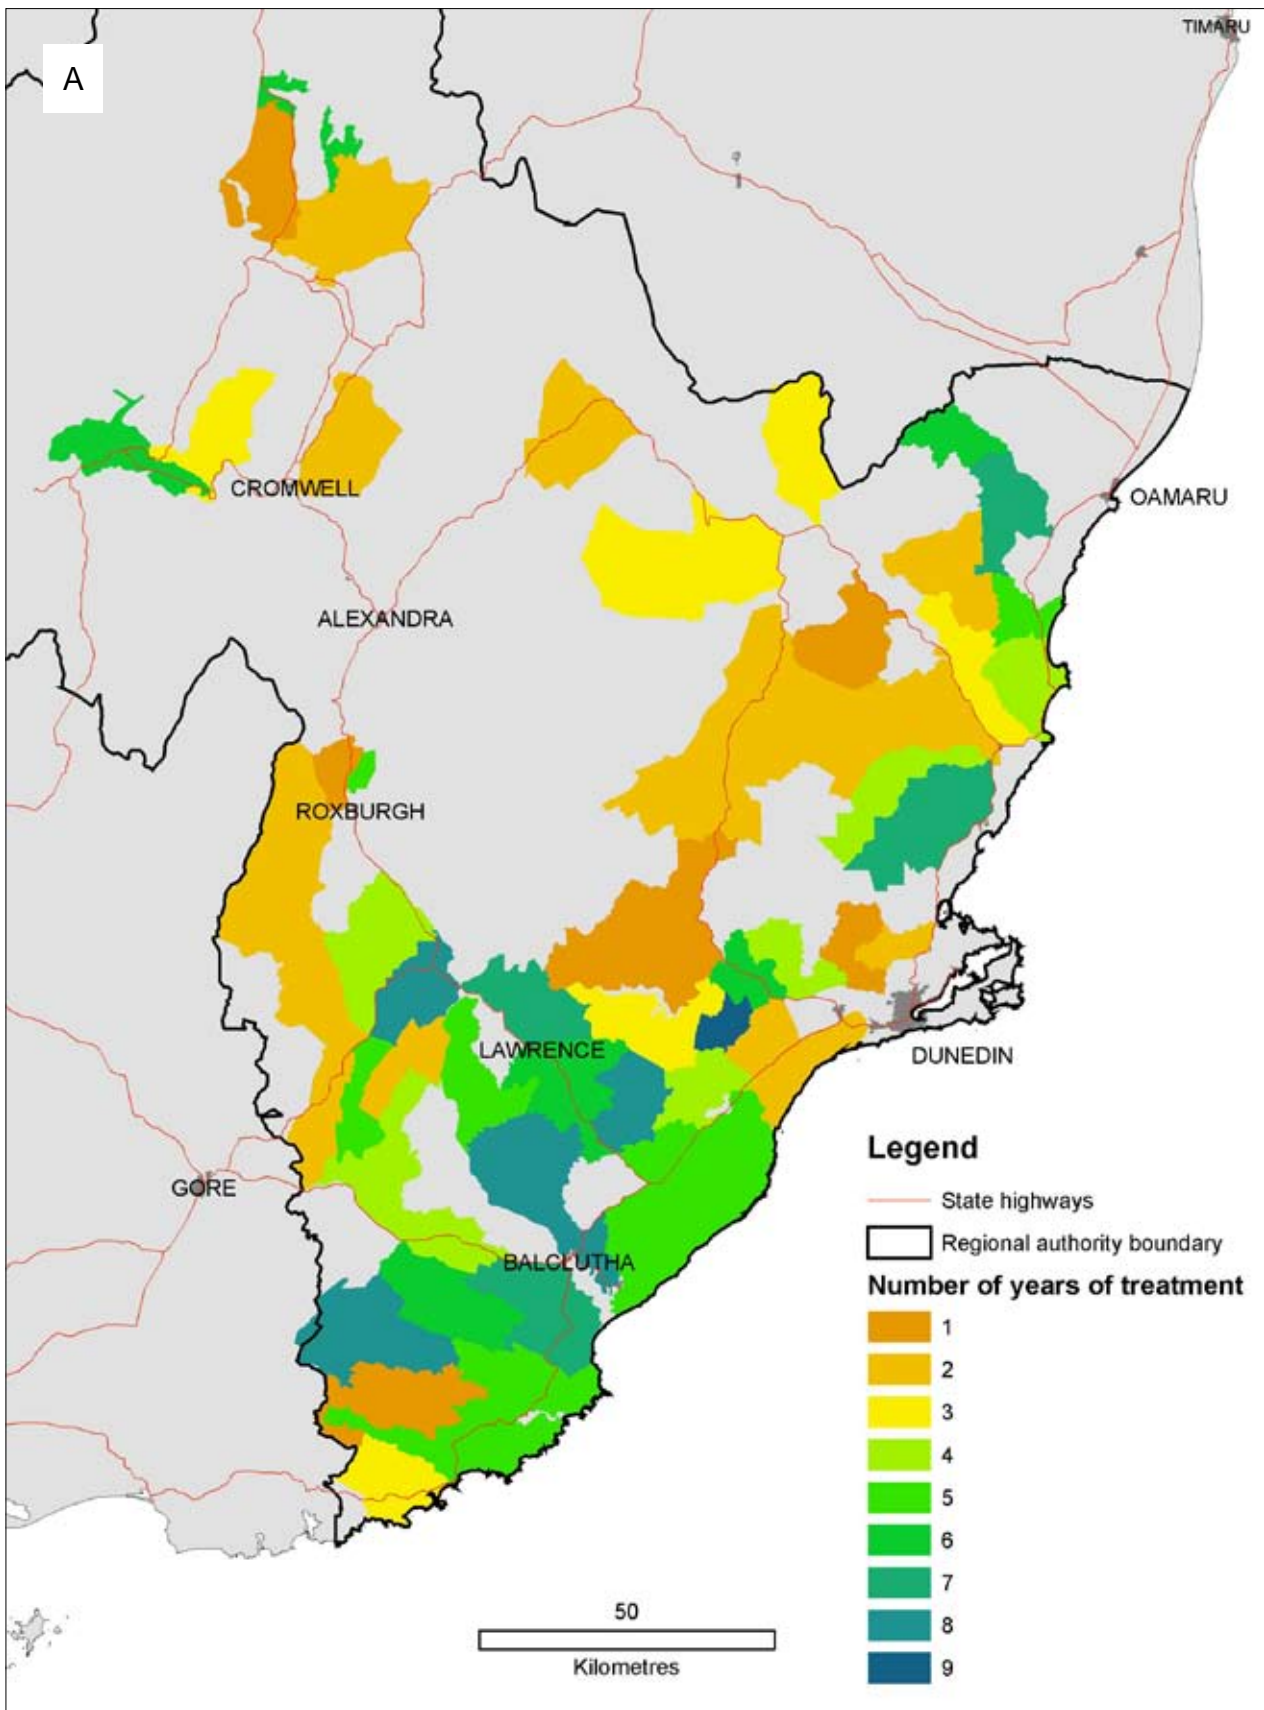 TIMARU
A
CROMWELL
OAMARU
ALEXANDRA
ROXBURGH
LAWRENCE
DUNEDIN
GORE
BALCLUTHA
Legend
State highways
Regional authority boundary
Number of years of treatment
1
2
3
4
5
6
7
8
9
50
Kilometres